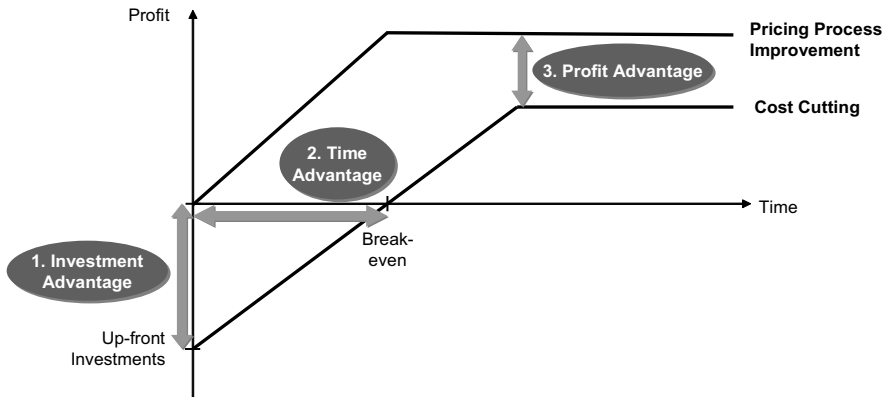 Profit
Pricing Process
Improvement
3. Profit Advantage
Cost Cutting
2. Time
Advantage
Time
Break-
even
1. Investment
Advantage
Up-front
Investments